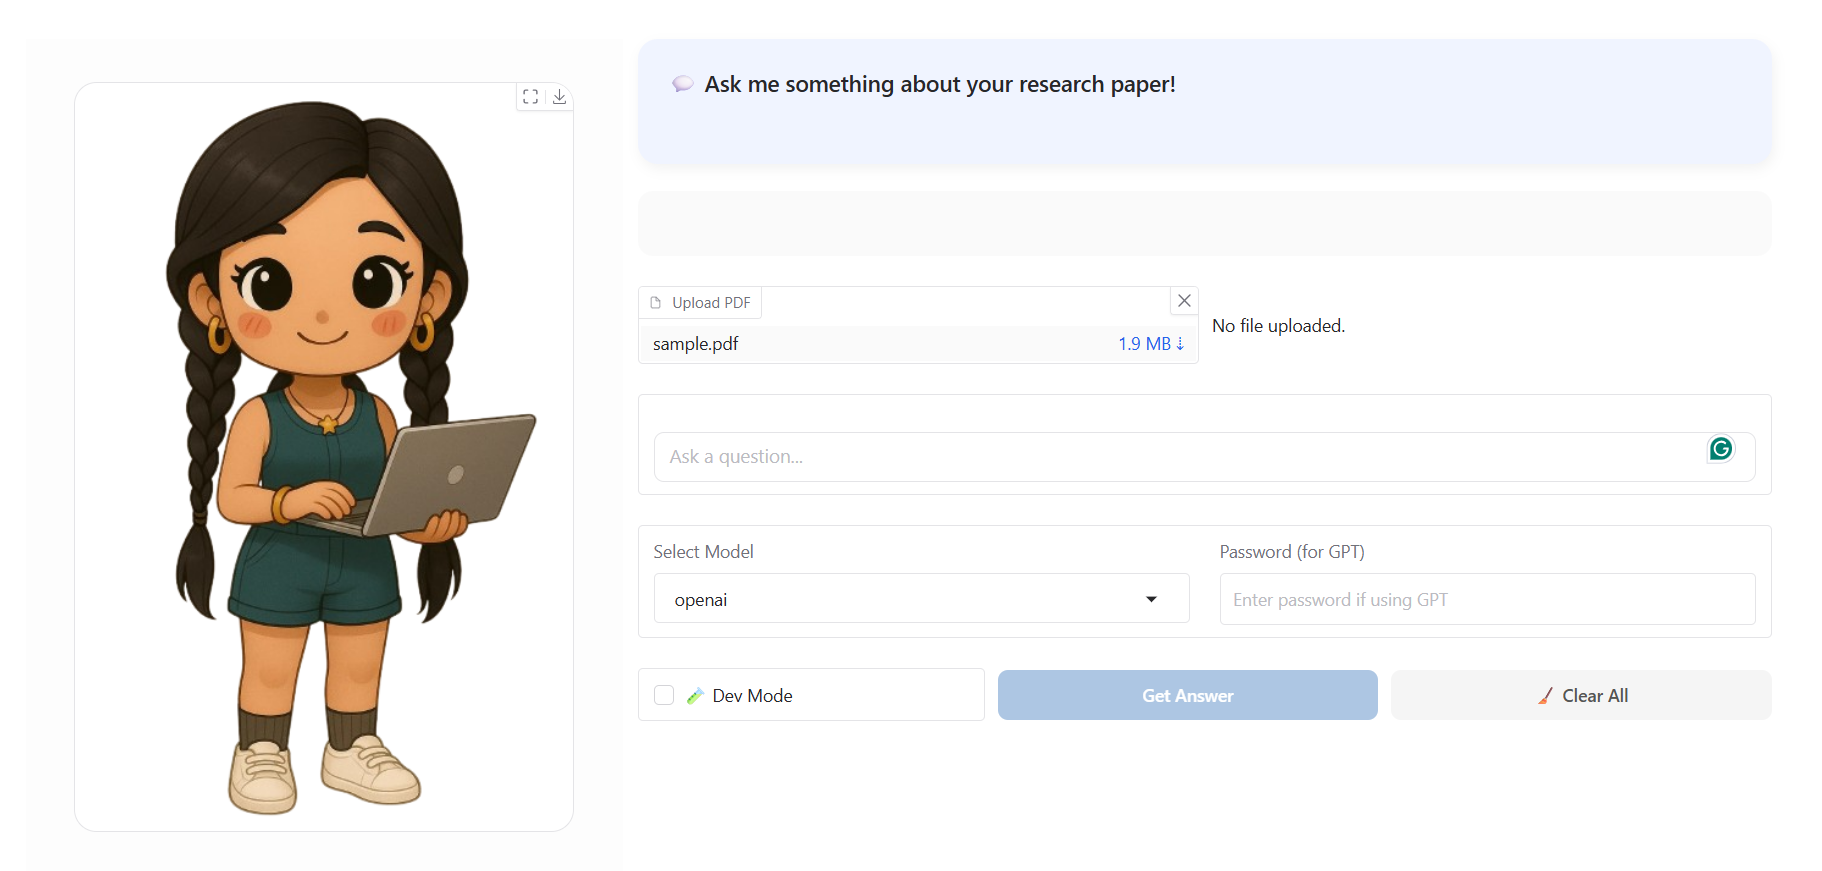 💬 Ask me something about your research paper!
Upload PDF
sample.pdf 1.9 MB ⇣
No file uploaded.
Ask a question...
Select Model
Password (for GPT)
openai
Enter password if using GPT
Dev Mode
Get Answer
Clear All